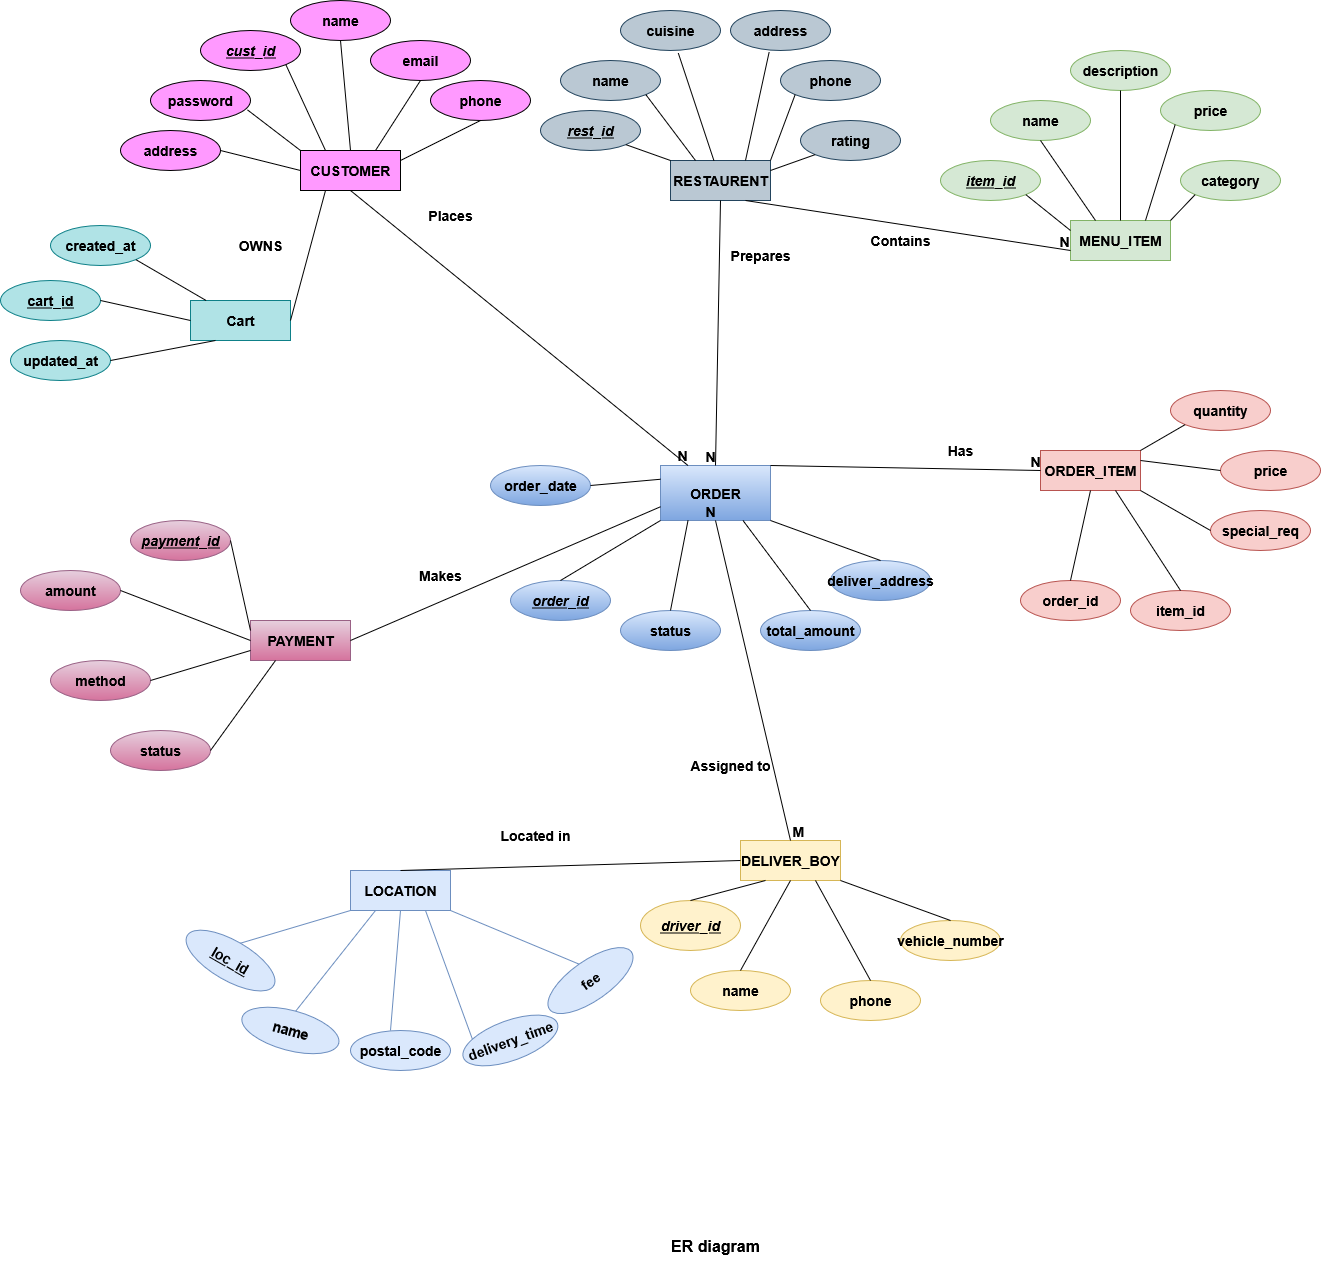 name
cust_id
email
password
phone
address
CUSTOMER
cuisine
address
name
phone
rest_id
rating
RESTAURENT
description
name
price
item_id
category
MENU_ITEM
N
Places
OWNS
Prepares
Contains
created_at
cart_id
Cart
updated_at
quantity
Has
N
N
N
ORDER_ITEM
price
special_req
order_id
item_id
order_date
ORDER
N
order_id
status
total_amount
deliver_address
Makes
payment_id
amount
PAYMENT
method
status
Assigned to
M
Located in
DELIVER_BOY
LOCATION
driver_id
vehicle_number
name
phone
loc_id
name
postal_code
delivery_time
fee
ER diagram